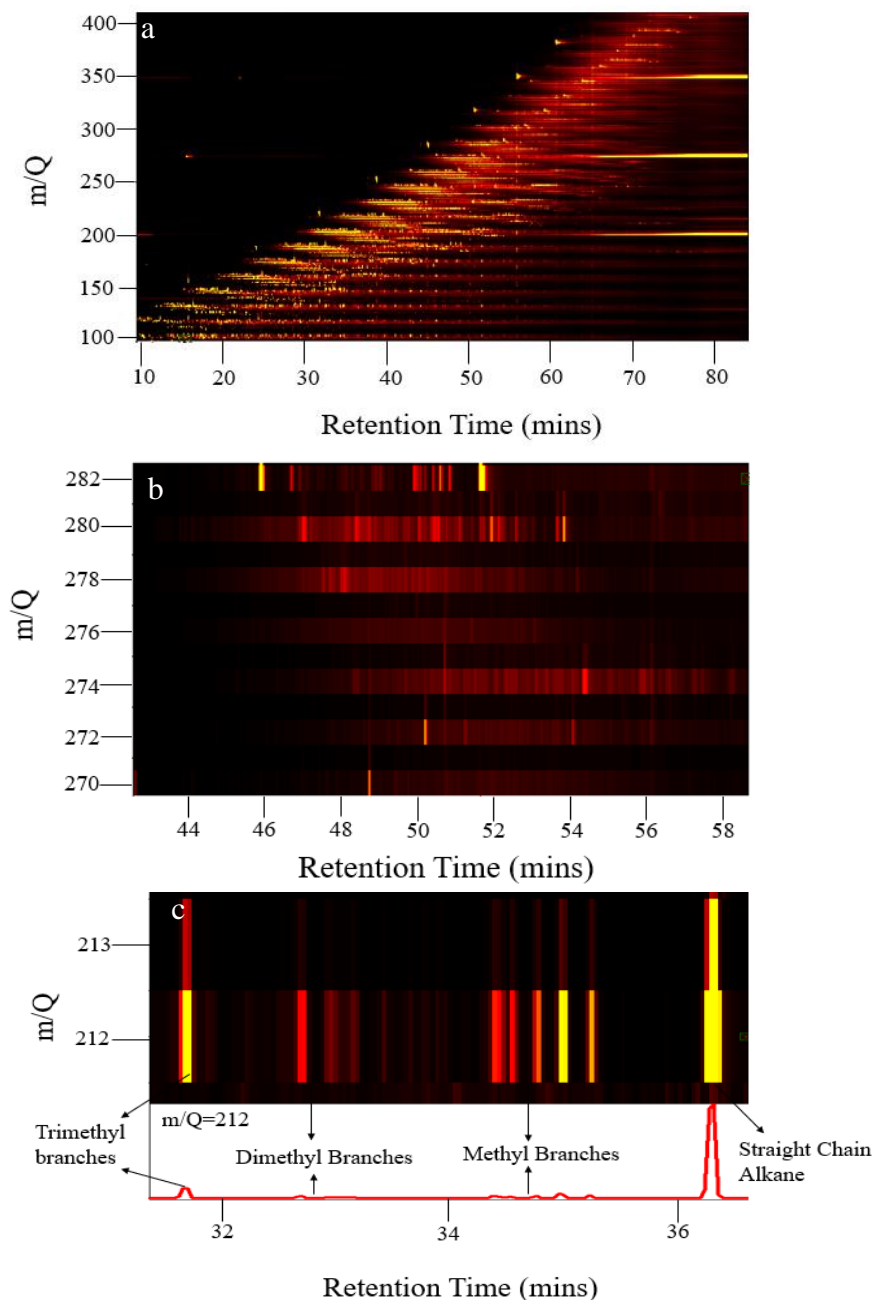 a
400
350
300
250
200
150
100
m/Q
10 20 30 40 50 60 70 80
Retention Time (mins)
b
282
280
278
276
274
272
270
m/Q
44 46 48 50 52 54 56 58
Retention Time (mins)
c
213
212
m/Q
m/Q=212
Trimethyl
branches
Dimethyl Branches
Methyl Branches
Straight Chain
Alkane
32 34 36
Retention Time (mins)